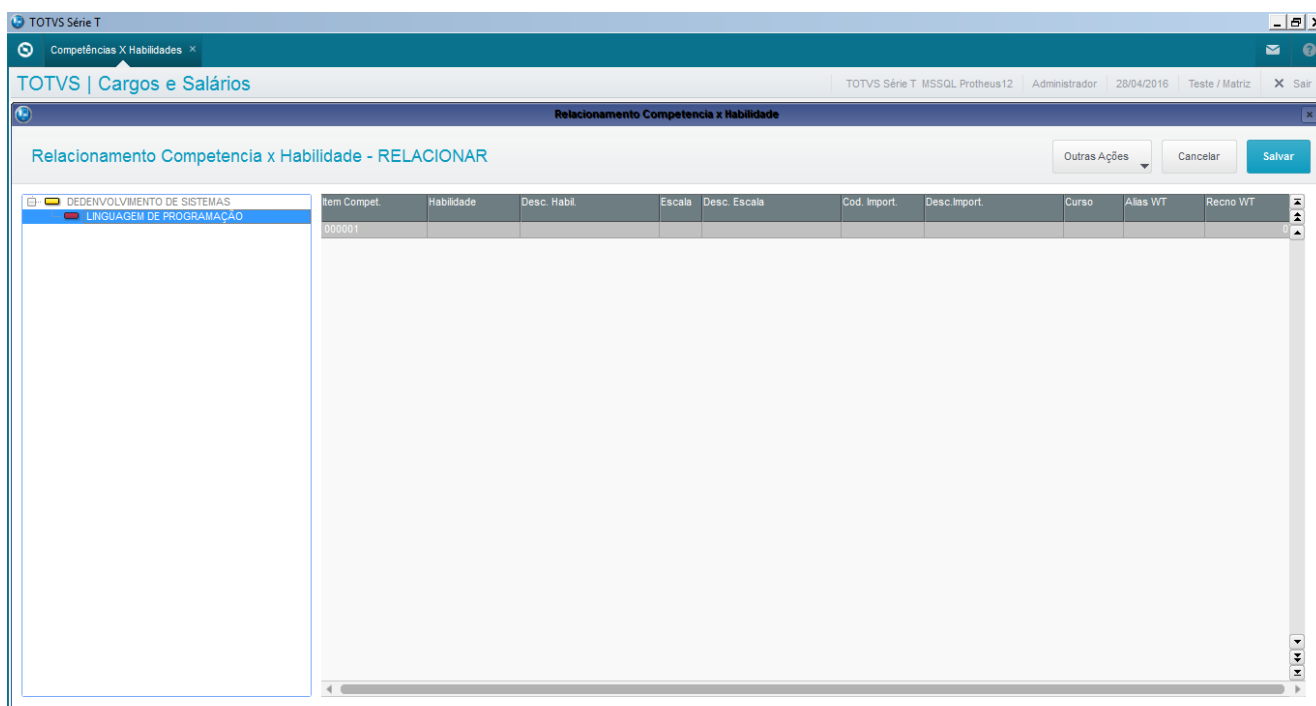 TOTVS Série T
Competências X Habilidades ×
TOTVS | Cargos e Salários
TOTVS Série T MSSQL Protheus12 Administrador 28/04/2016 Teste / Matriz X Sair
Relacionamento Competencia x Habilidade
Relacionamento Competencia x Habilidade - RELACIONAR
Outras Ações Cancelar Salvar
DEDENVOLVIMENTO DE SISTEMAS
LINGUAGEM DE PROGRAMAÇÃO
Item Compet. Habilidade Desc. Habil. Escala Desc. Escala Cod. Import. Desc.Import. Curso Alias WT Recno WT
000001 0